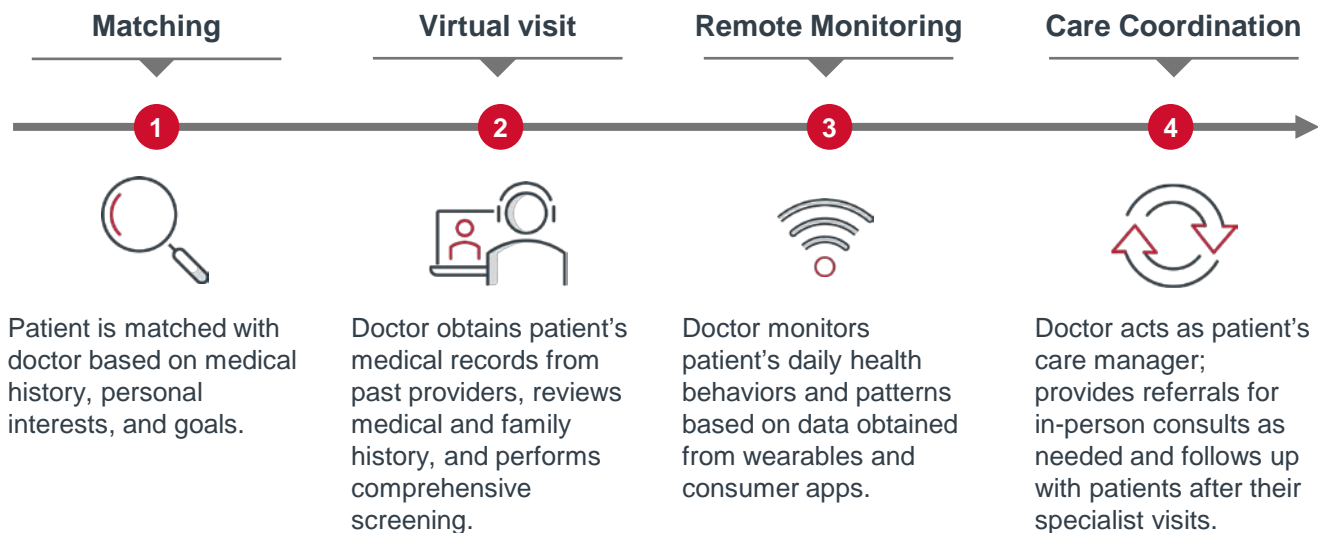 Matching
Virtual visit
Remote Monitoring
Care Coordination
1
2
3
4
Patient is matched with
doctor based on medical
history, personal
interests, and goals.
Doctor obtains patient's
medical records from
past providers, reviews
medical and family
history, and performs
comprehensive
screening.
Doctor monitors
patient's daily health
behaviors and patterns
based on data obtained
from wearables and
consumer apps.
Doctor acts as patient's
care manager;
provides referrals for
in-person consults as
needed and follows up
with patients after their
specialist visits.